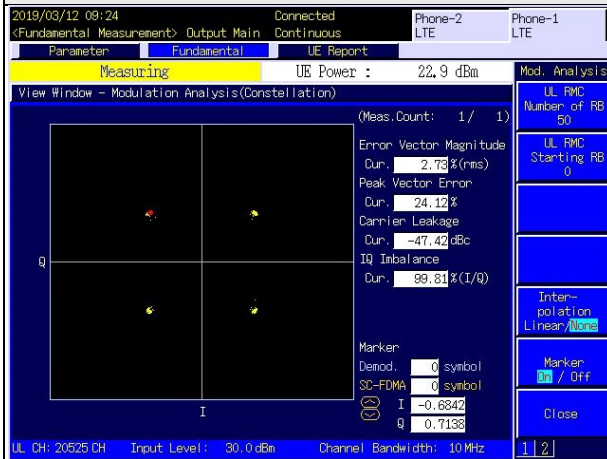 2019/03/12 09:24 Connected Phone-2 Phone-1
<Fundamental Measurement> Output Main Continuous LTE LTE
Parameter Fundamental UE Report
Measuring UE Power : 22.9 dBm Mod. Analysis
View Window - Modulation Analysis(Constellation)
(Meas.Count: 1/ 1)
Error Vector Magnitude
Cur. 2.73 %(rms)
Peak Vector Error
Cur. 24.12 %
Carrier Leakage
Cur. -47.42 dBc
IQ Imbalance
Cur. 99.81 %(I/Q)
Q
I
Marker
Demod. 0 symbol
SC-FDMA 0 symbol
I -0.6842
Q 0.7138
UL RMC
Number of RB
50
UL RMC
Starting RB
0
Inter-
polation
Linear/None
Marker
On / Off
Close
UL CH: 20525 CH Input Level: 30.0 dBm Channel Bandwidth: 10 MHz 1 2